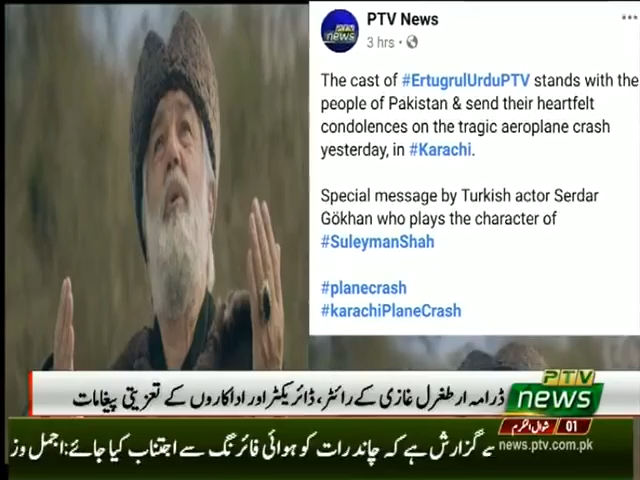 PTV News
3 hrs
The cast of #ErtugrulUrduPTV stands with the
people of Pakistan & send their heartfelt
condolences on the tragic aeroplane crash
yesterday, in #Karachi.
Special message by Turkish actor Serdar
Gökhan who plays the character of
#SuleymanShah
#planecrash
#karachiPlaneCrash
ڈرامہ ارطغرل غازی کے رائٹر، ڈائریکٹر اور اداکاروں کے تعزیتی پیغامات
PTV
news
01 شوال المکرم
news.ptv.com.pk
سے گزارش ہے کہ چاند رات کو ہوائی فائرنگ سے اجتناب کیا جائے: اجمل وز